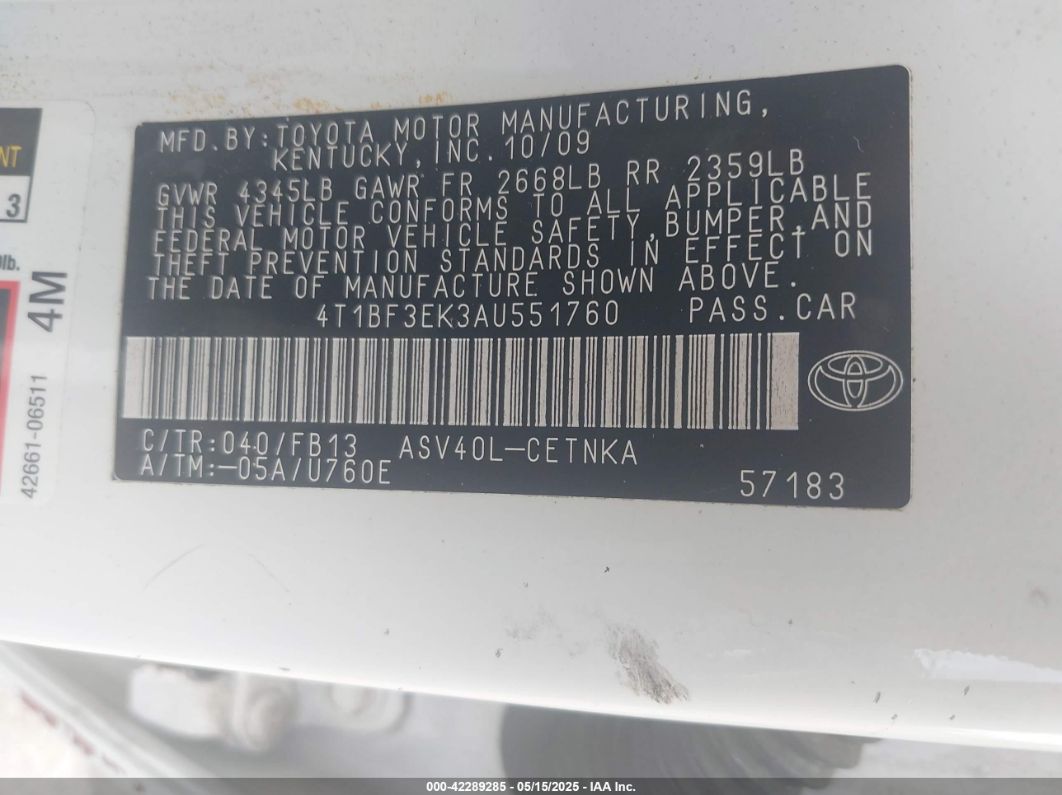 MFD.BY:TOYOTA MOTOR MANUFACTURING,
KENTUCKY,INC.10/09
GVWR 4345LB GAWR FR 2668LB RR 2359LB
THIS VEHICLE CONFORMS TO ALL APPLICABLE
FEDERAL MOTOR VEHICLE SAFETY,BUMPER,AND
THEFT PREVENTION STANDARDS IN EFFECT ON
THE DATE OF MANUFACTURE SHOWN ABOVE.
4T1BF3EK3AU551760 PASS.CAR
C/TR:040/FB13 ASV40L-CETNKA
A/TM:-05A/U760E
57183
NT
3
lb.
4M
42661-06511
000-42289285 - 05/15/2025 - IAA Inc.